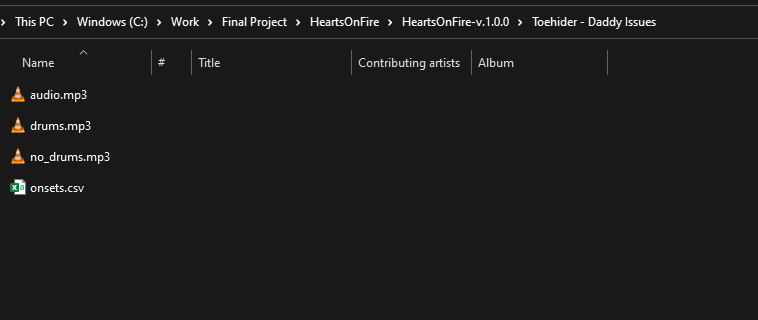 This PC > Windows (C:) > Work > Final Project > HeartsOnFire > HeartsOnFire-v.1.0.0 > Toehider - Daddy Issues
Name # Title Contributing artists Album
audio.mp3
drums.mp3
no_drums.mp3
onsets.csv